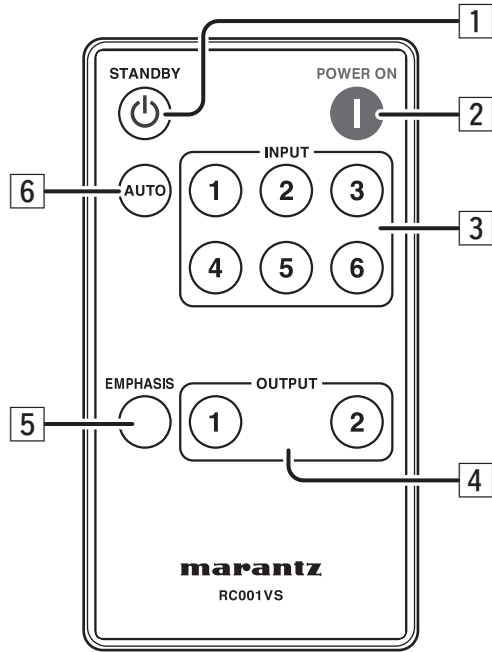 1
STANDBY
POWER ON
2
INPUT
6
AUTO
1 2 3
3
4 5 6
EMPHASIS
OUTPUT
5
1 2
4
marantz
RC001VS